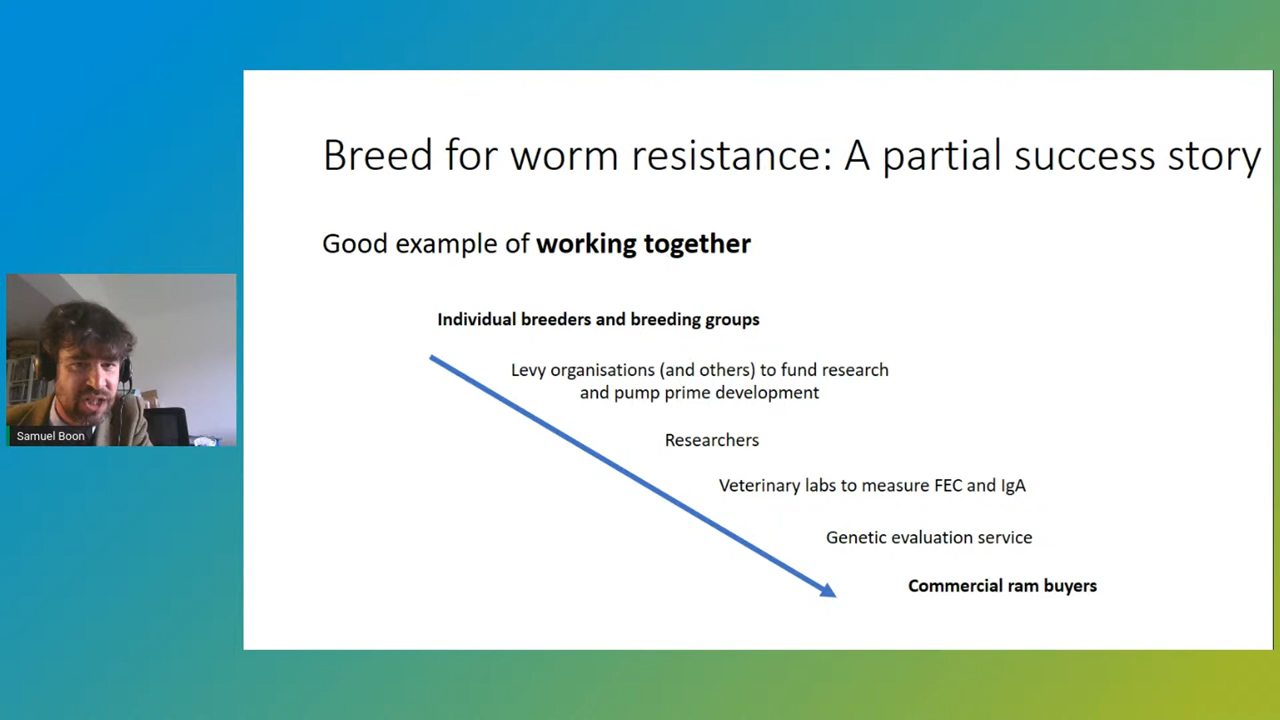 Breed for worm resistance: A partial success story
Good example of working together
Individual breeders and breeding groups
Levy organisations (and others) to fund research
and pump prime development
Researchers
Veterinary labs to measure FEC and IgA
Genetic evaluation service
Commercial ram buyers
Samuel Boon